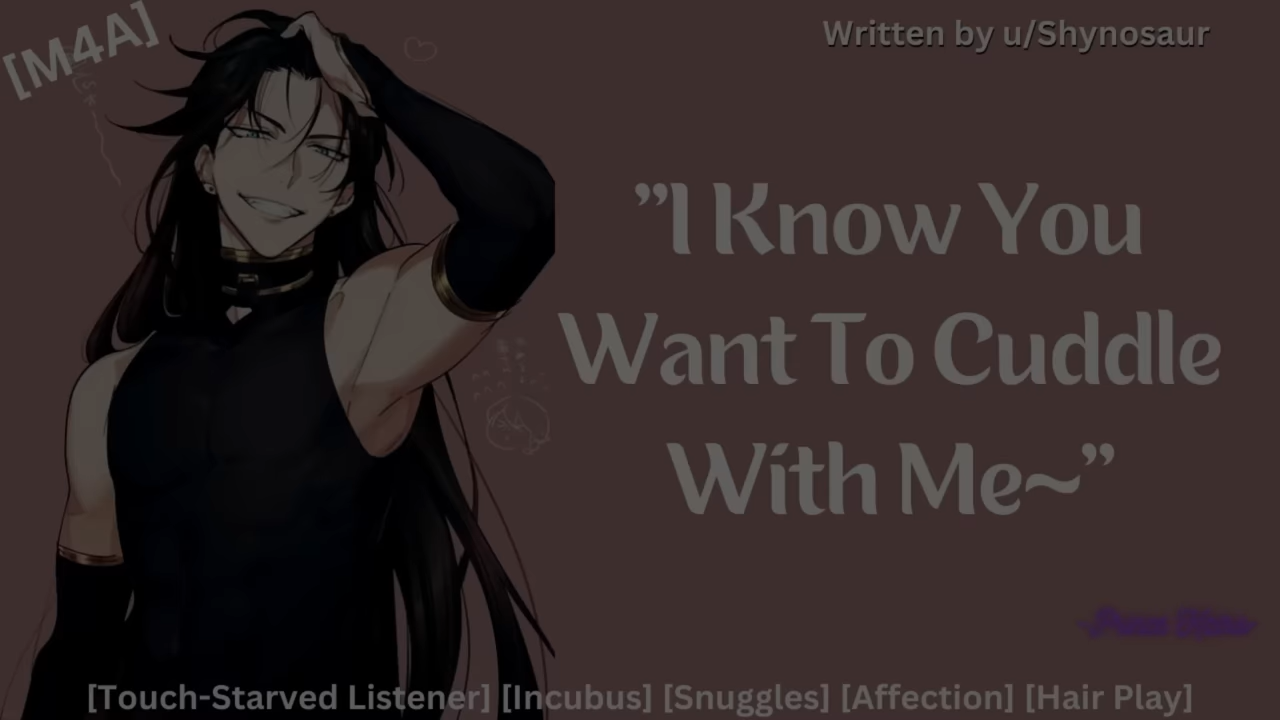 [M4A]
Written by u/Shynosaur
"I Know You
Want To Cuddle
With Me~"
[Touch-Starved Listener] [Incubus] [Snuggles] [Affection] [Hair Play]